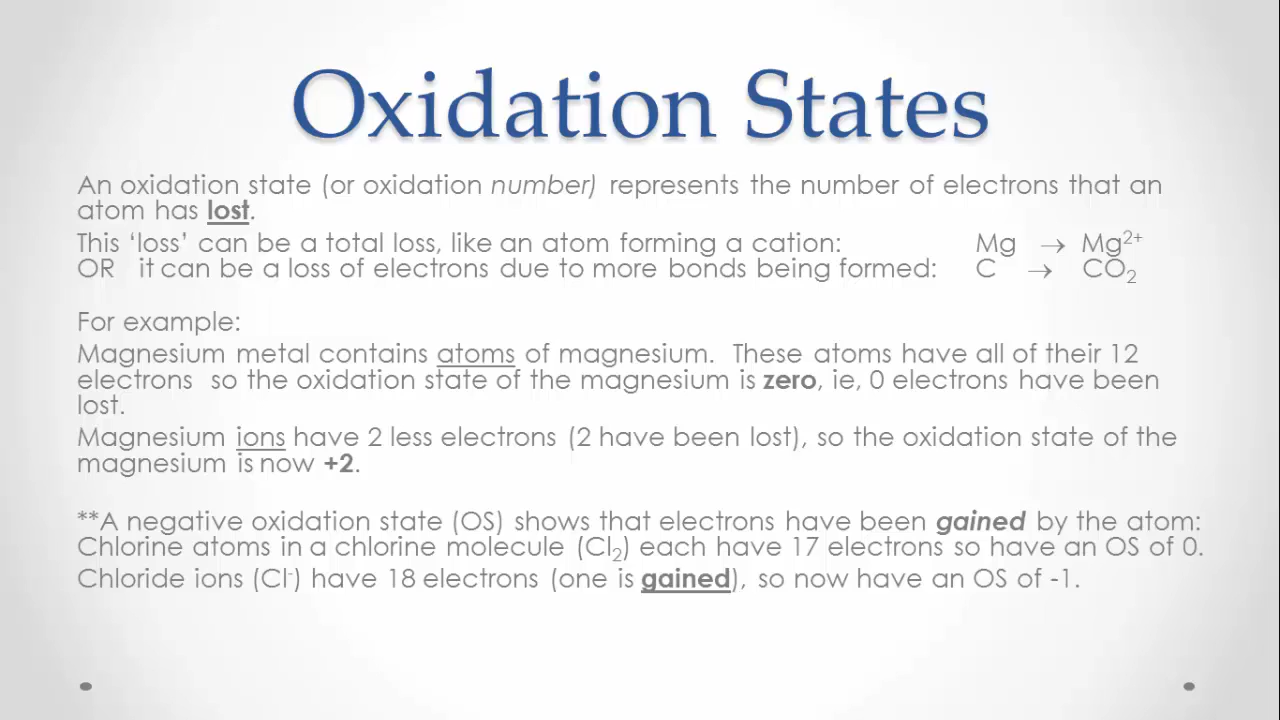 Oxidation States
An oxidation state (or oxidation number) represents the number of electrons that an
atom has lost.
This ‘loss’ can be a total loss, like an atom forming a cation: Mg → Mg²⁺
OR it can be a loss of electrons due to more bonds being formed: C → CO₂
For example:
Magnesium metal contains atoms of magnesium. These atoms have all of their 12
electrons so the oxidation state of the magnesium is zero, ie, 0 electrons have been
lost.
Magnesium ions have 2 less electrons (2 have been lost), so the oxidation state of the
magnesium is now +2.
**A negative oxidation state (OS) shows that electrons have been gained by the atom:
Chlorine atoms in a chlorine molecule (Cl₂) each have 17 electrons so have an OS of 0.
Chloride ions (Cl⁻) have 18 electrons (one is gained), so now have an OS of -1.